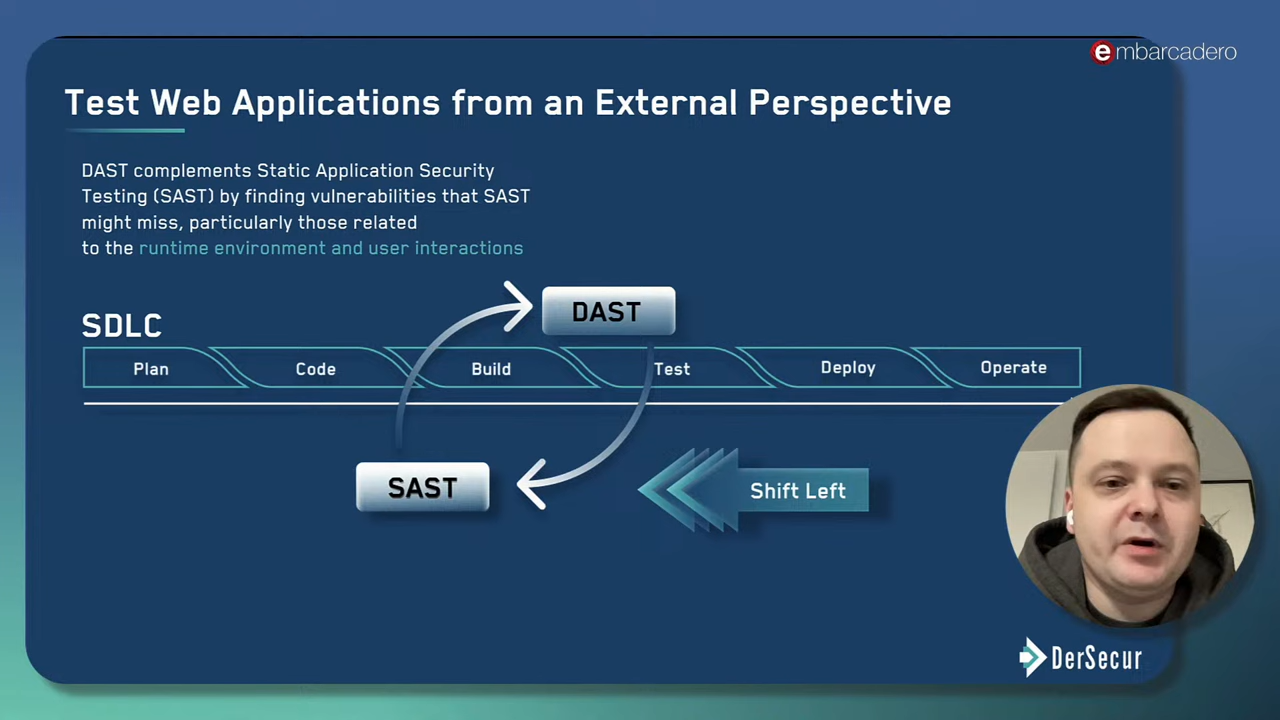 embarcadero
Test Web Applications from an External Perspective
DAST complements Static Application Security
Testing (SAST) by finding vulnerabilities that SAST
might miss, particularly those related
to the runtime environment and user interactions
DAST
SDLC
Plan
Code
Build
Test
Deploy
Operate
SAST
Shift Left
DerSecur